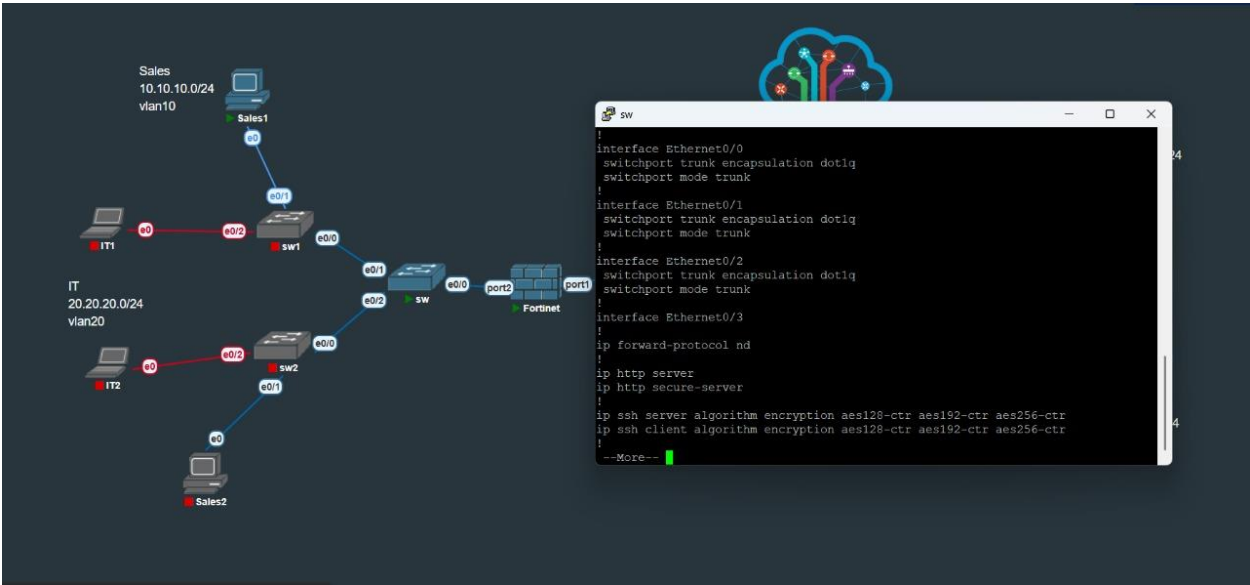 Sales
10.10.10.0/24
vlan10
Sales1
e0
e0/1
IT1
e0
e0/2
sw1
e0/0
IT
20.20.20.0/24
vlan20
e0/1
e0/2
sw
e0/0
port2
Fortinet
port1
IT2
e0
e0/2
sw2
e0/0
e0/1
e0
Sales2
sw
!
interface Ethernet0/0
switchport trunk encapsulation dot1q
switchport mode trunk
!
interface Ethernet0/1
switchport trunk encapsulation dot1q
switchport mode trunk
!
interface Ethernet0/2
switchport trunk encapsulation dot1q
switchport mode trunk
!
interface Ethernet0/3
!
ip forward-protocol nd
!
ip http server
ip http secure-server
!
ip ssh server algorithm encryption aes128-ctr aes192-ctr aes256-ctr
ip ssh client algorithm encryption aes128-ctr aes192-ctr aes256-ctr
!
--More--
24
4